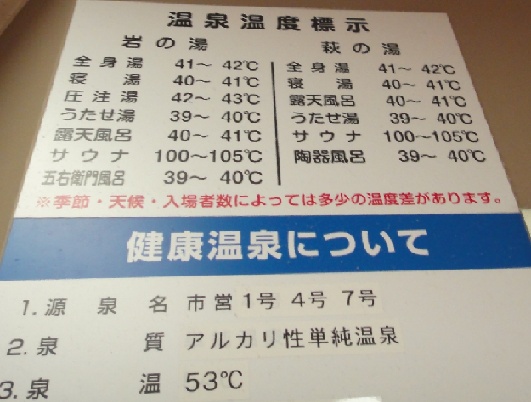 温泉温度標示
岩の湯
全身湯 41～42℃
寝湯 40～41℃
圧注湯 42～43℃
うたせ湯 39～40℃
露天風呂 40～41℃
サウナ 100～105℃
五右衛門風呂 39～40℃
萩の湯
全身湯 41～42℃
寝湯 40～41℃
露天風呂 40～41℃
うたせ湯 39～40℃
サウナ 100～105℃
陶器風呂 39～40℃
※季節・天候・入場者数によっては多少の温度差があります。
健康温泉について
1.源泉名 市営1号 4号 7号
2.泉質 アルカリ性単純温泉
3.泉温 53℃